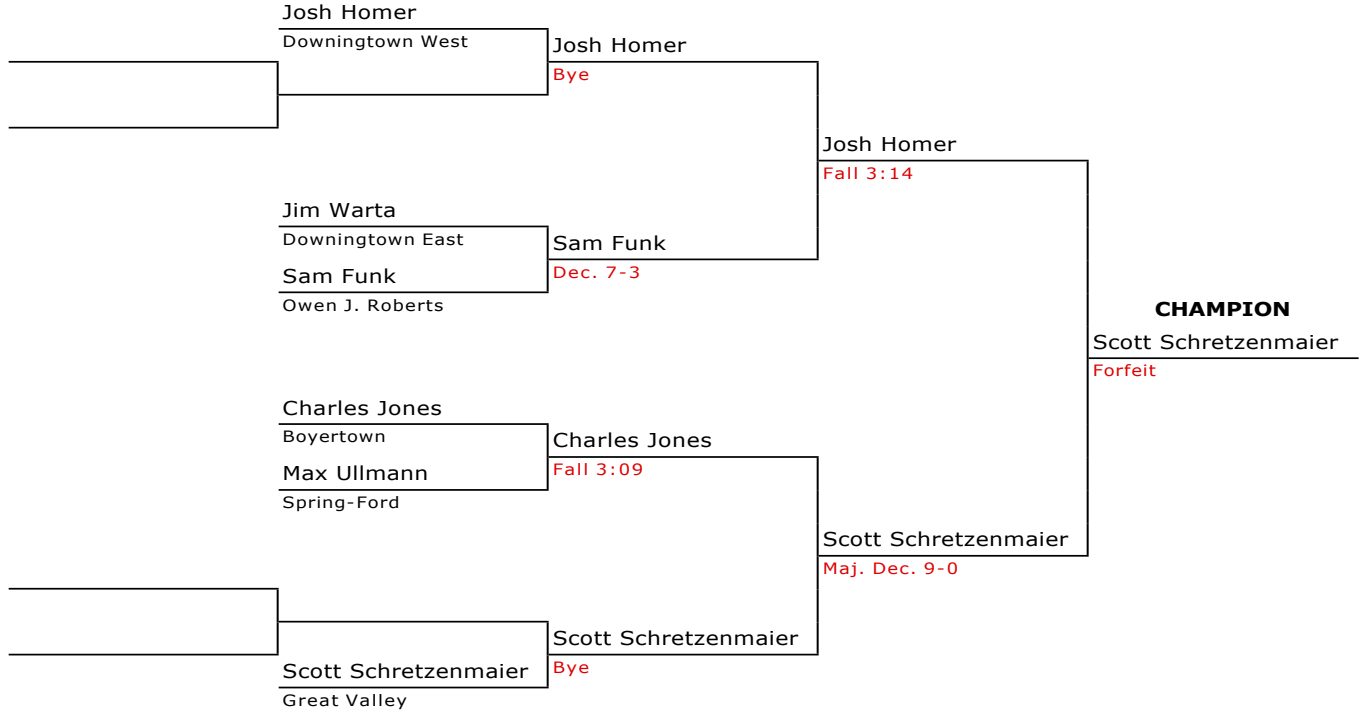 Josh Homer
Downingtown West
Josh Homer
Bye
Josh Homer
Fall 3:14
Jim Warta
Downingtown East
Sam Funk
Dec. 7-3
Sam Funk
Owen J. Roberts
CHAMPION
Scott Schretzenmaier
Forfeit
Charles Jones
Boyertown
Charles Jones
Fall 3:09
Max Ullmann
Spring-Ford
Scott Schretzenmaier
Maj. Dec. 9-0
Scott Schretzenmaier
Bye
Scott Schretzenmaier
Great Valley